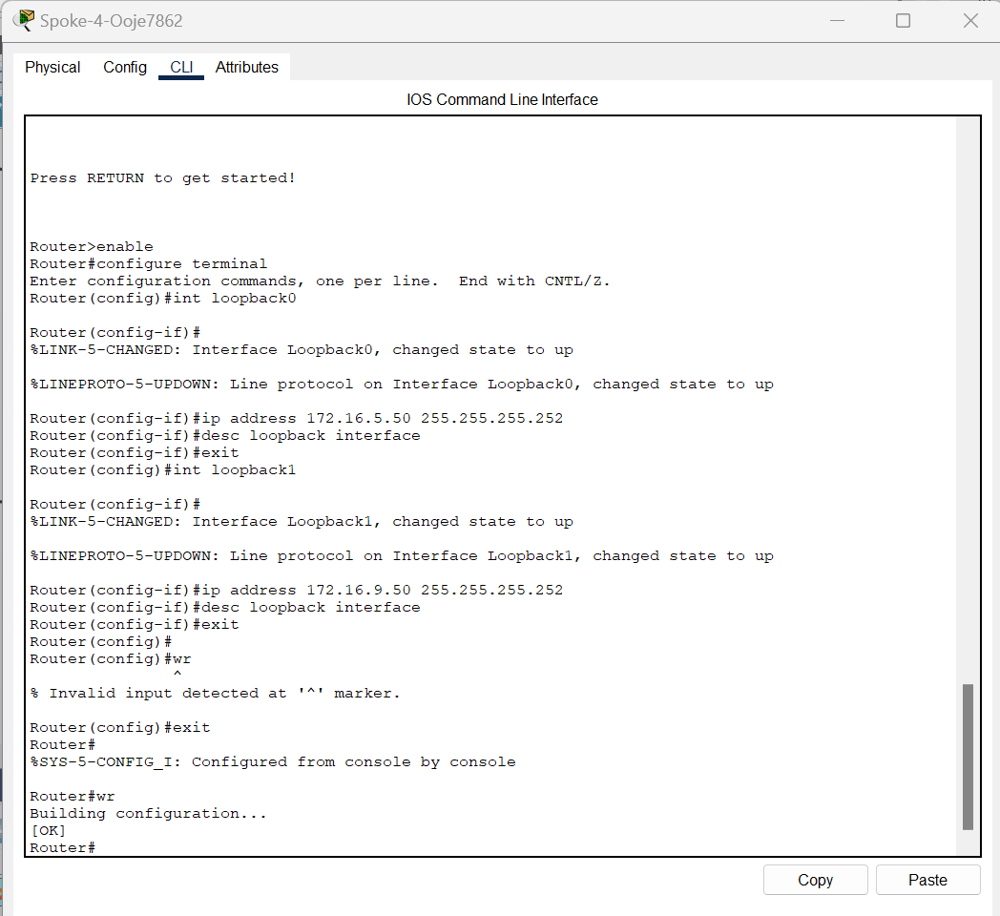 Spoke-4-Ooje7862
Physical Config CLI Attributes
IOS Command Line Interface
Press RETURN to get started!
Router>enable
Router#configure terminal
Enter configuration commands, one per line.  End with CNTL/Z.
Router(config)#int loopback0
Router(config-if)#
%LINK-5-CHANGED: Interface Loopback0, changed state to up
%LINEPROTO-5-UPDOWN: Line protocol on Interface Loopback0, changed state to up
Router(config-if)#ip address 172.16.5.50 255.255.255.252
Router(config-if)#desc loopback interface
Router(config-if)#exit
Router(config)#int loopback1
Router(config-if)#
%LINK-5-CHANGED: Interface Loopback1, changed state to up
%LINEPROTO-5-UPDOWN: Line protocol on Interface Loopback1, changed state to up
Router(config-if)#ip address 172.16.9.50 255.255.255.252
Router(config-if)#desc loopback interface
Router(config-if)#exit
Router(config)#
Router(config)#wr
^
% Invalid input detected at '^' marker.
Router(config)#exit
Router#
%SYS-5-CONFIG_I: Configured from console by console
Router#wr
Building configuration...
[OK]
Router#
Copy Paste